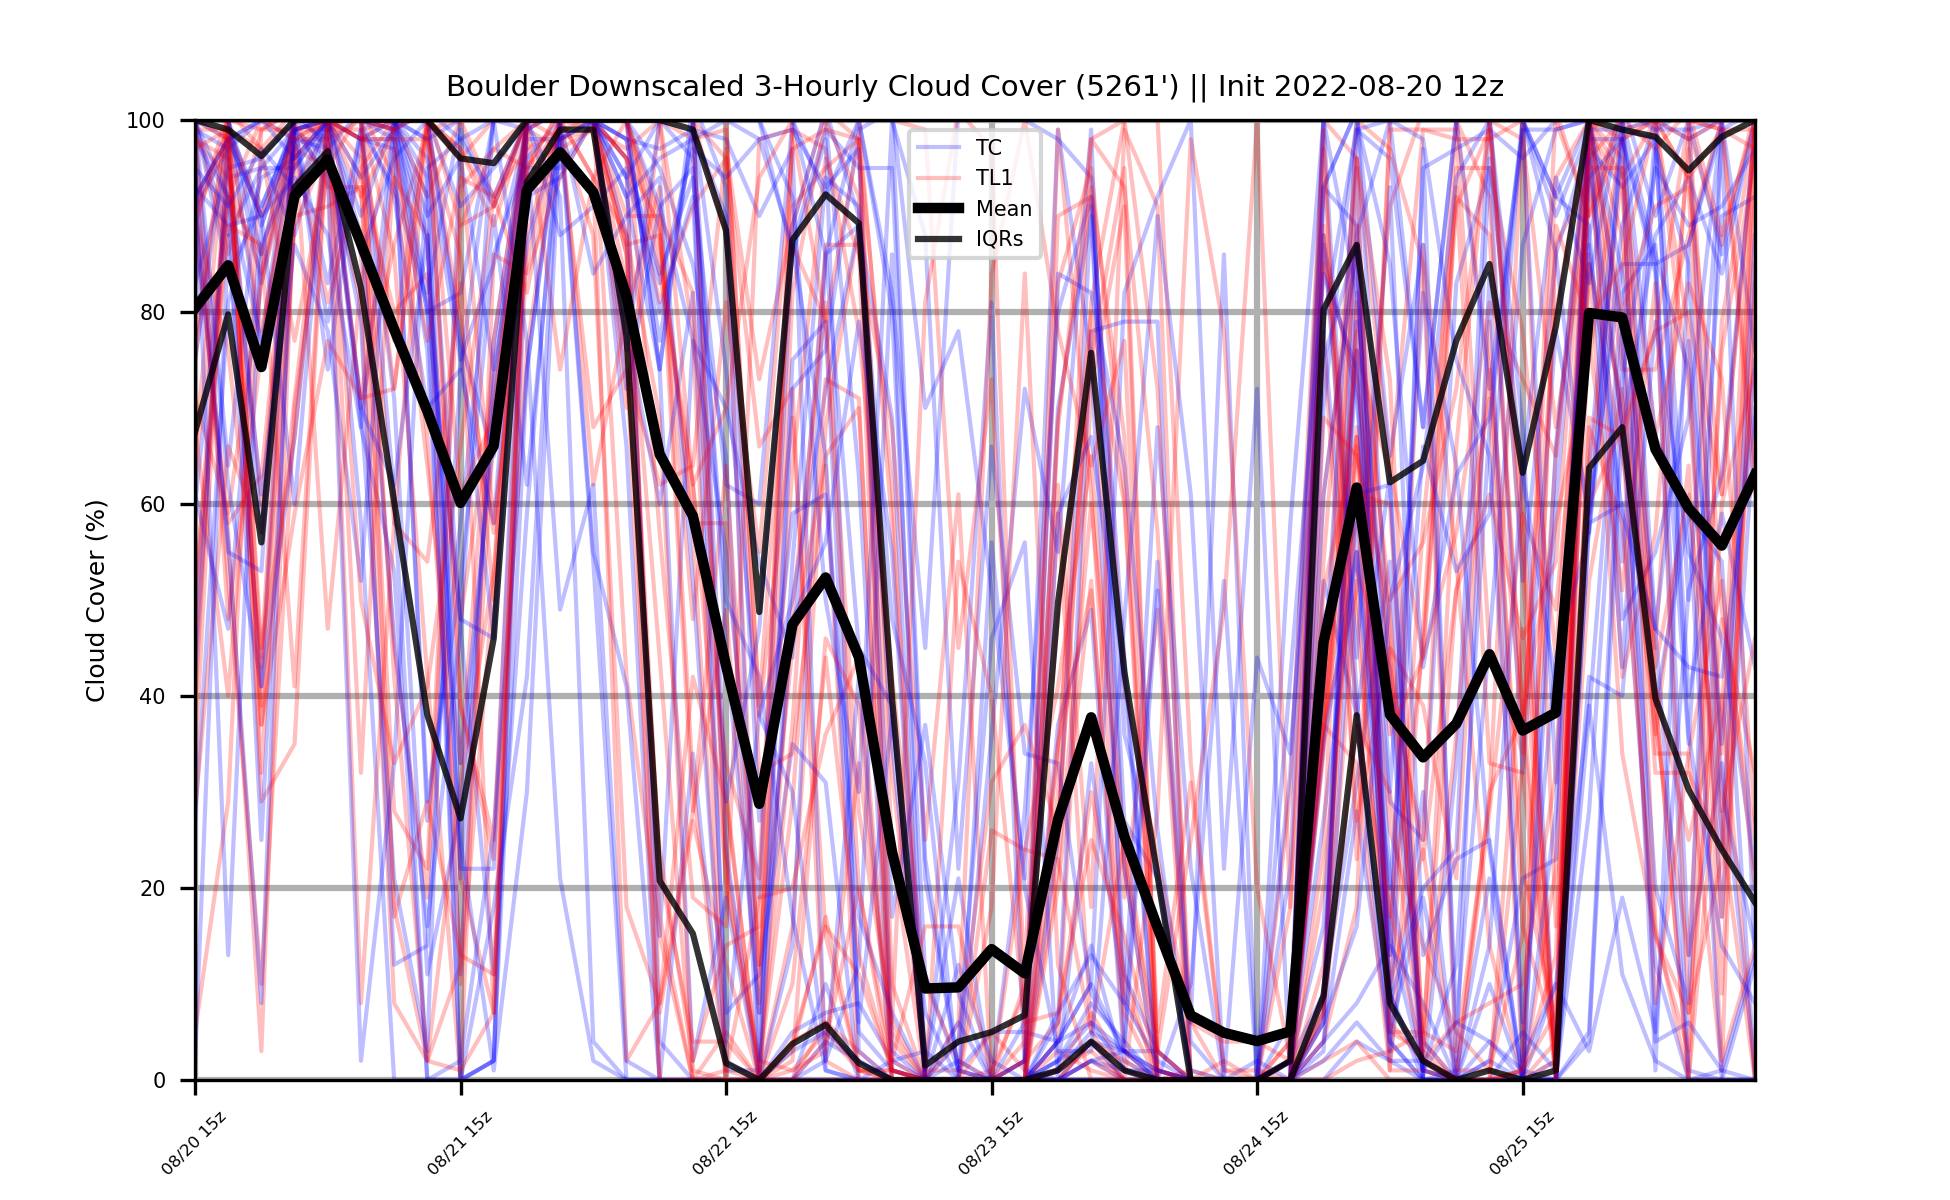 Boulder Downscaled 3-Hourly Cloud Cover (5261') || Init 2022-08-20 12z
Cloud Cover (%)
100
80
60
40
20
0
TC
TL1
Mean
IQRs
08/20 15z
08/21 15z
08/22 15z
08/23 15z
08/24 15z
08/25 15z